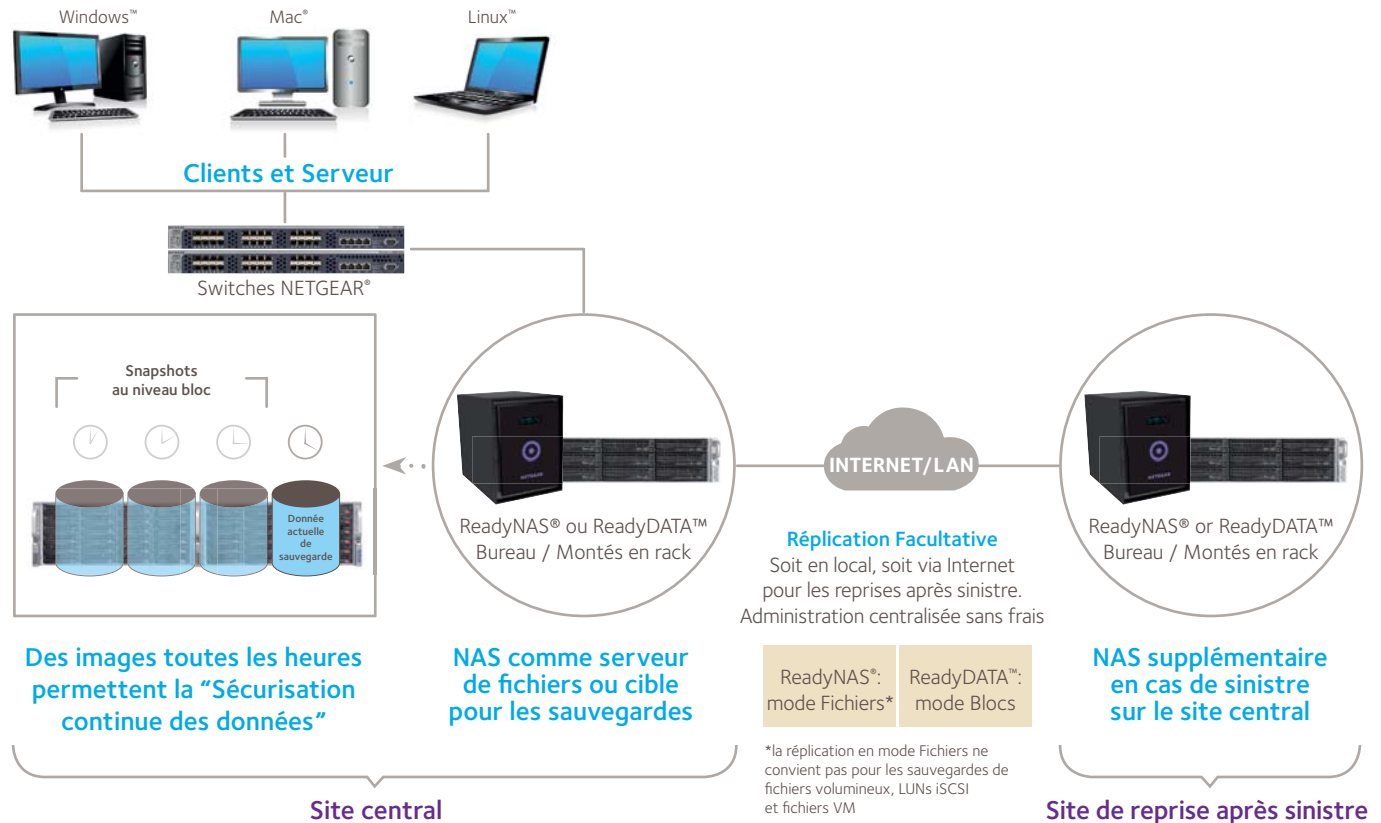 Windows™
Mac®
Linux™
Clients et Serveur
Switches NETGEAR®
Snapshots
au niveau bloc
Donnée
actuelle
de
sauvegarde
Des images toutes les heures
permettent la “Sécurisation
continue des données”
NETGEAR
ReadyNAS® ou ReadyDATA™
Bureau / Montés en rack
NAS comme serveur
de fichiers ou cible
pour les sauvegardes
INTERNET/LAN
Réplication Facultative
Soit en local, soit via Internet
pour les reprises après sinistre.
Administration centralisée sans frais
ReadyNAS®:
mode Fichiers*
ReadyDATA™:
mode Blocs
*la réplication en mode Fichiers ne
convient pas pour les sauvegardes de
fichiers volumineux, LUNs iSCSI
et fichiers VM
NETGEAR
ReadyNAS® or ReadyDATA™
Bureau / Montés en rack
NAS supplémentaire
en cas de sinistre
sur le site central
Site central
Site de reprise après sinistre